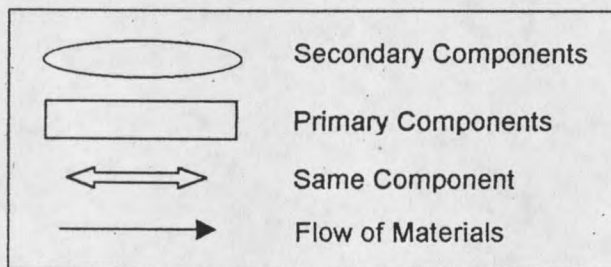 Secondary Components
Primary Components
Same Component
Flow of Materials